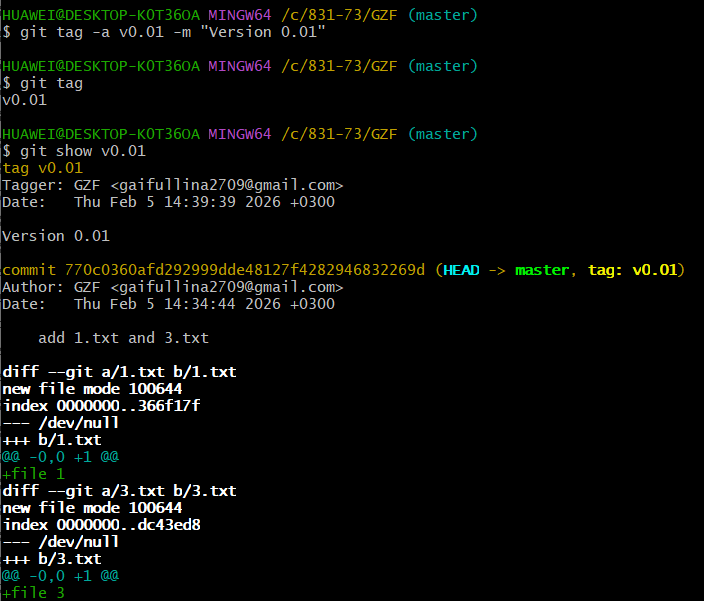 HUAWEI@DESKTOP-K0T36OA MINGW64 /c/831-73/GZF (master)
$ git tag -a v0.01 -m "Version 0.01"
HUAWEI@DESKTOP-K0T36OA MINGW64 /c/831-73/GZF (master)
$ git tag
v0.01
HUAWEI@DESKTOP-K0T36OA MINGW64 /c/831-73/GZF (master)
$ git show v0.01
tag v0.01
Tagger: GZF <gaifullina2709@gmail.com>
Date:   Thu Feb 5 14:39:39 2026 +0300
Version 0.01
commit 770c0360afd292999dde48127f4282946832269d (HEAD -> master, tag: v0.01)
Author: GZF <gaifullina2709@gmail.com>
Date:   Thu Feb 5 14:34:44 2026 +0300
    add 1.txt and 3.txt
diff --git a/1.txt b/1.txt
new file mode 100644
index 0000000..366f17f
--- /dev/null
+++ b/1.txt
@@ -0,0 +1 @@
+file 1
diff --git a/3.txt b/3.txt
new file mode 100644
index 0000000..dc43ed8
--- /dev/null
+++ b/3.txt
@@ -0,0 +1 @@
+file 3